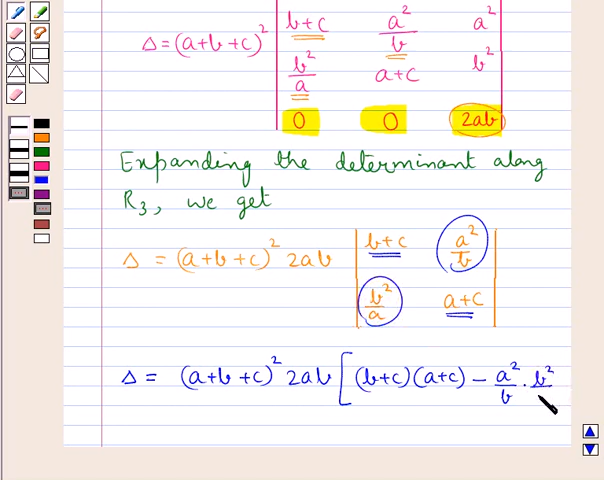 Δ = (a+b+c)² | b+c a²/b a² |
| b²/a a+c b² |
| 0 0 2ab |
Expanding the determinant along
R₃, we get
Δ = (a+b+c)² 2ab | b+c a²/b |
| b²/a a+c |
Δ = (a+b+c)² 2ab [(b+c)(a+c) − a²/b · b²